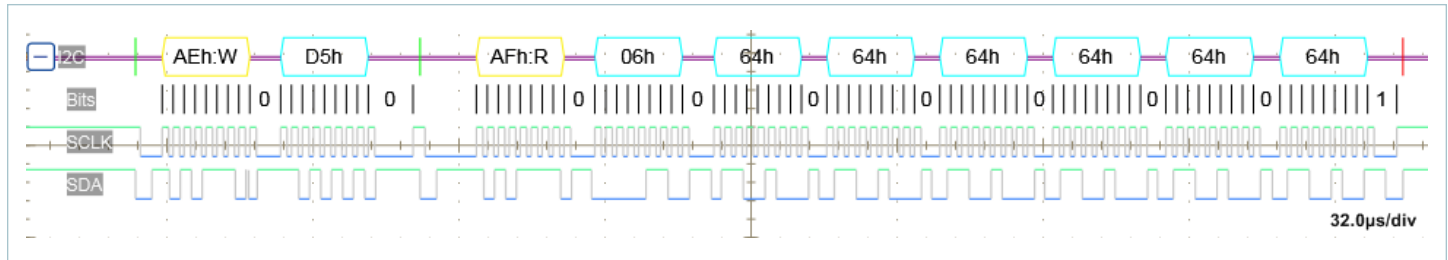 I2C AEh:W D5h AFh:R 06h 64h 64h 64h 64h 64h 64h
Bits 0 0 0 0 0 0 0 0 0 1
SCLK
SDA
32.0µs/div